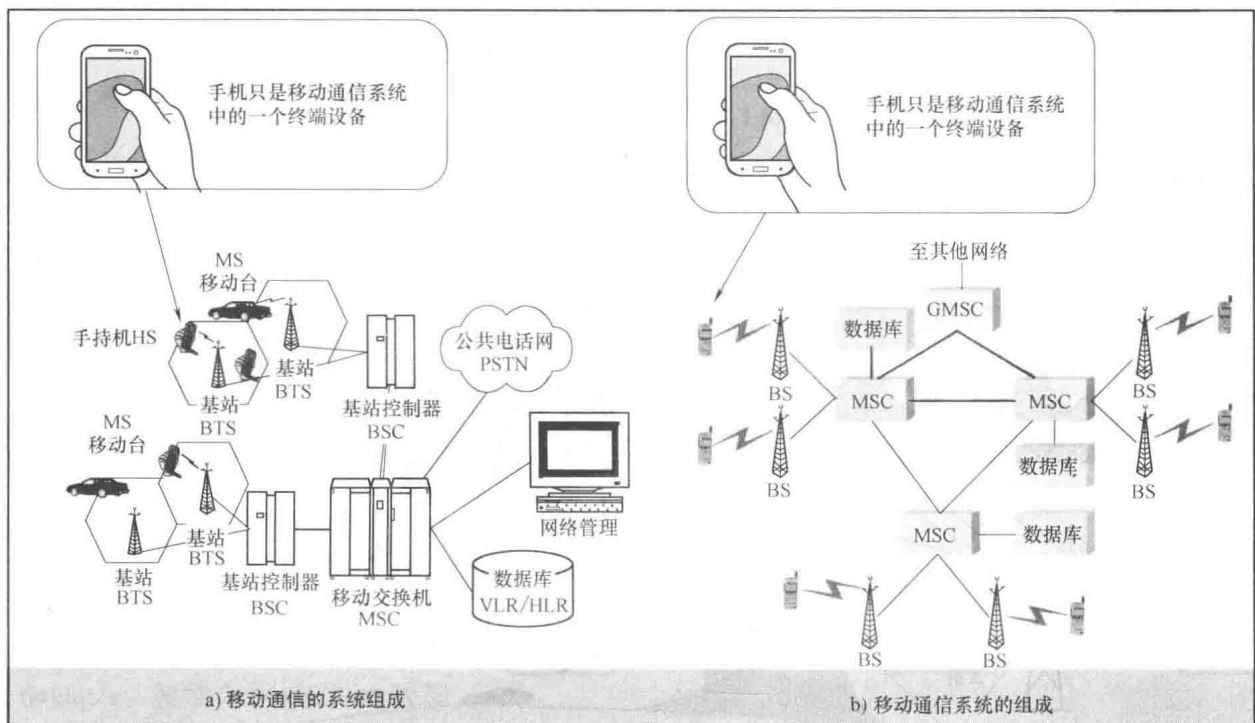 手机只是移动通信系统
中的一个终端设备
MS
移动台
手持机HS
基站
BTS
基站
BTS
基站控制器
BSC
公共电话网
PSTN
MS
移动台
基站
BTS
基站
BTS
基站控制器
BSC
移动交换机
MSC
网络管理
数据库
VLR/HLR
a) 移动通信的系统组成
手机只是移动通信系统
中的一个终端设备
至其他网络
GMSC
数据库
BS
MSC
MSC
BS
BS
数据库
BS
MSC
数据库
BS
BS
b) 移动通信系统的组成